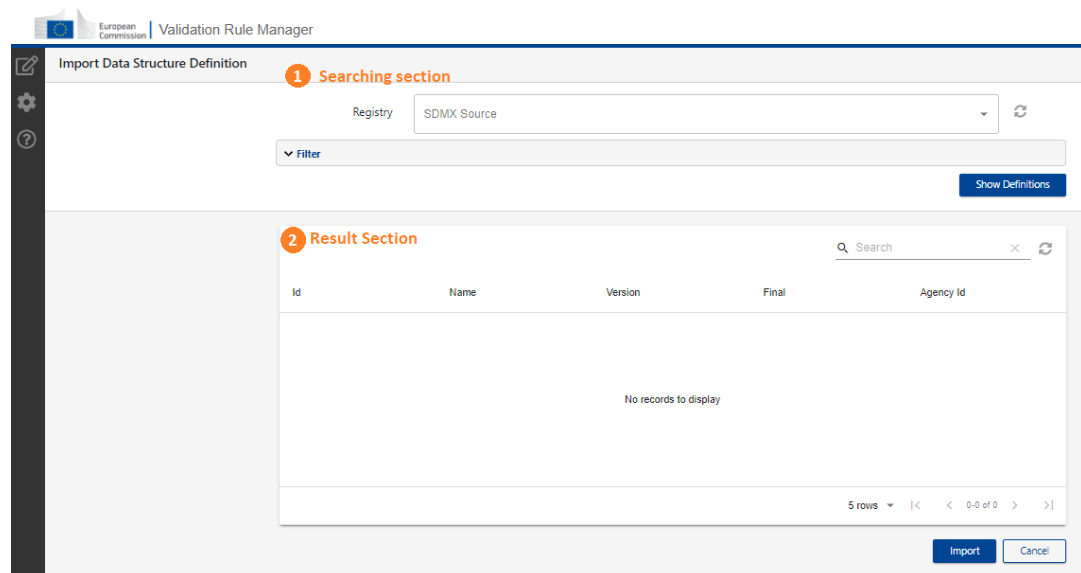 European
Commission
Validation Rule Manager
Import Data Structure Definition
1 Searching section
Registry
SDMX Source
Filter
Show Definitions
2 Result Section
Search
Id Name Version Final Agency Id
No records to display
5 rows 0-0 of 0
Import Cancel